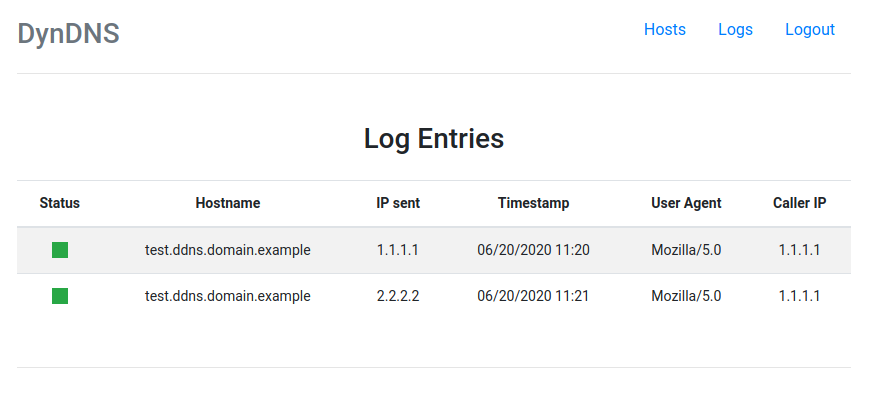 DynDNS Hosts Logs Logout
Log Entries
Status Hostname IP sent Timestamp User Agent Caller IP
test.ddns.domain.example 1.1.1.1 06/20/2020 11:20 Mozilla/5.0 1.1.1.1
test.ddns.domain.example 2.2.2.2 06/20/2020 11:21 Mozilla/5.0 1.1.1.1